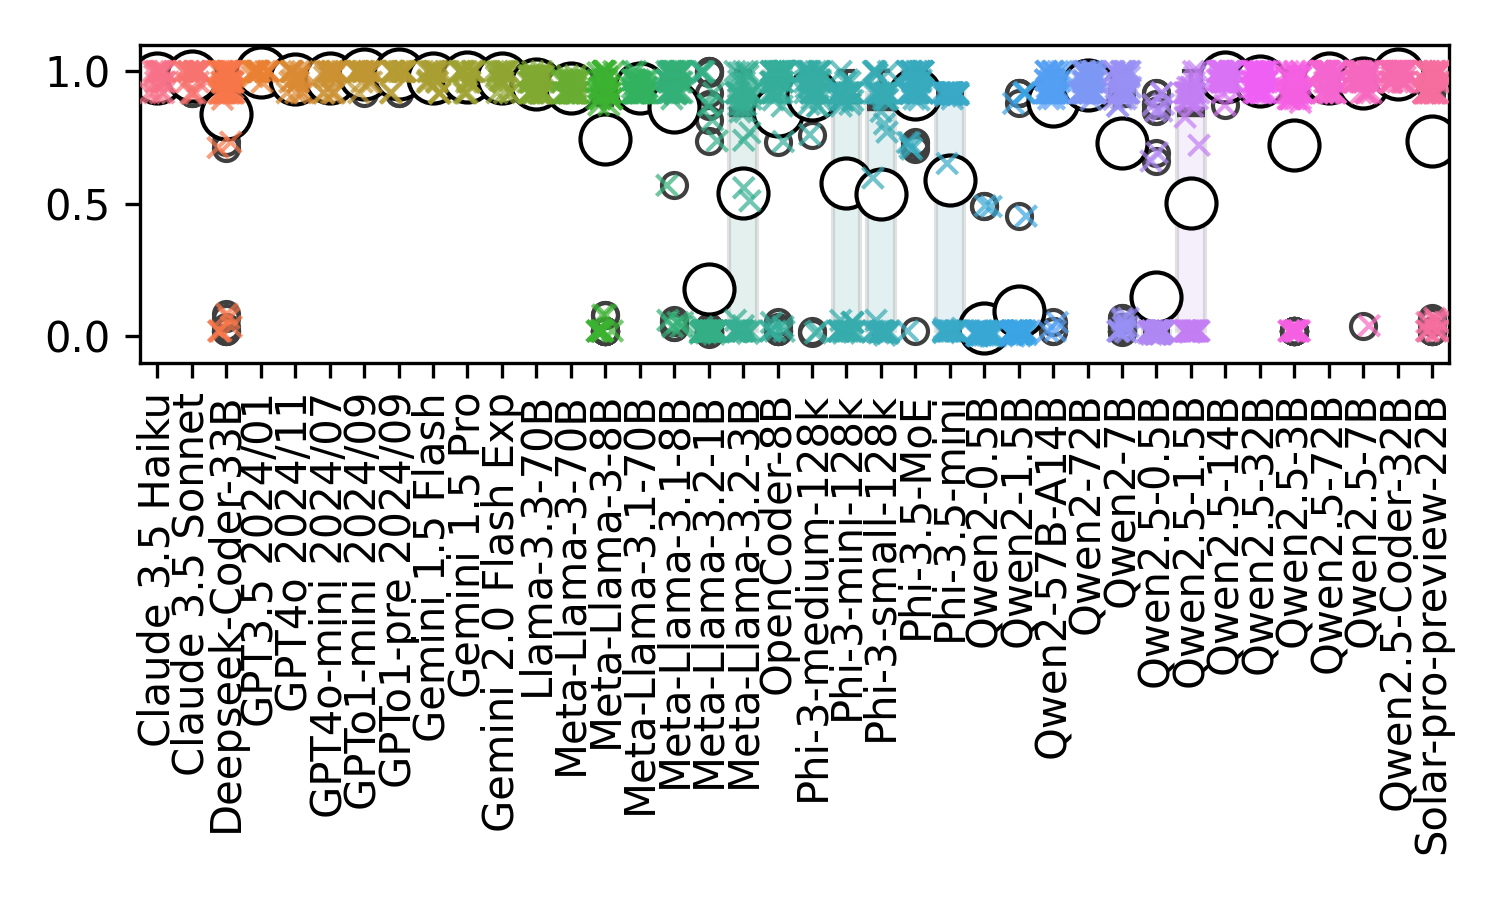 1.0
0.5
0.0
Claude 3.5 Haiku
Claude 3.5 Sonnet
Deepseek-Coder-33B
GPT3.5 2024/01
GPT4o 2024/11
GPT4o-mini 2024/07
GPTo1-mini 2024/09
GPTo1-pre 2024/09
Gemini 1.5 Flash
Gemini 1.5 Pro
Gemini 2.0 Flash Exp
Llama-3.3-70B
Meta-Llama-3-70B
Meta-Llama-3-8B
Meta-Llama-3.1-70B
Meta-Llama-3.1-8B
Meta-Llama-3.2-1B
Meta-Llama-3.2-3B
OpenCoder-8B
Phi-3-medium-128k
Phi-3-mini-128k
Phi-3-small-128k
Phi-3.5-MoE
Phi-3.5-mini
Qwen2-0.5B
Qwen2-1.5B
Qwen2-57B-A14B
Qwen2-72B
Qwen2-7B
Qwen2.5-0.5B
Qwen2.5-1.5B
Qwen2.5-14B
Qwen2.5-32B
Qwen2.5-3B
Qwen2.5-72B
Qwen2.5-7B
Qwen2.5-Coder-32B
Solar-pro-preview-22B